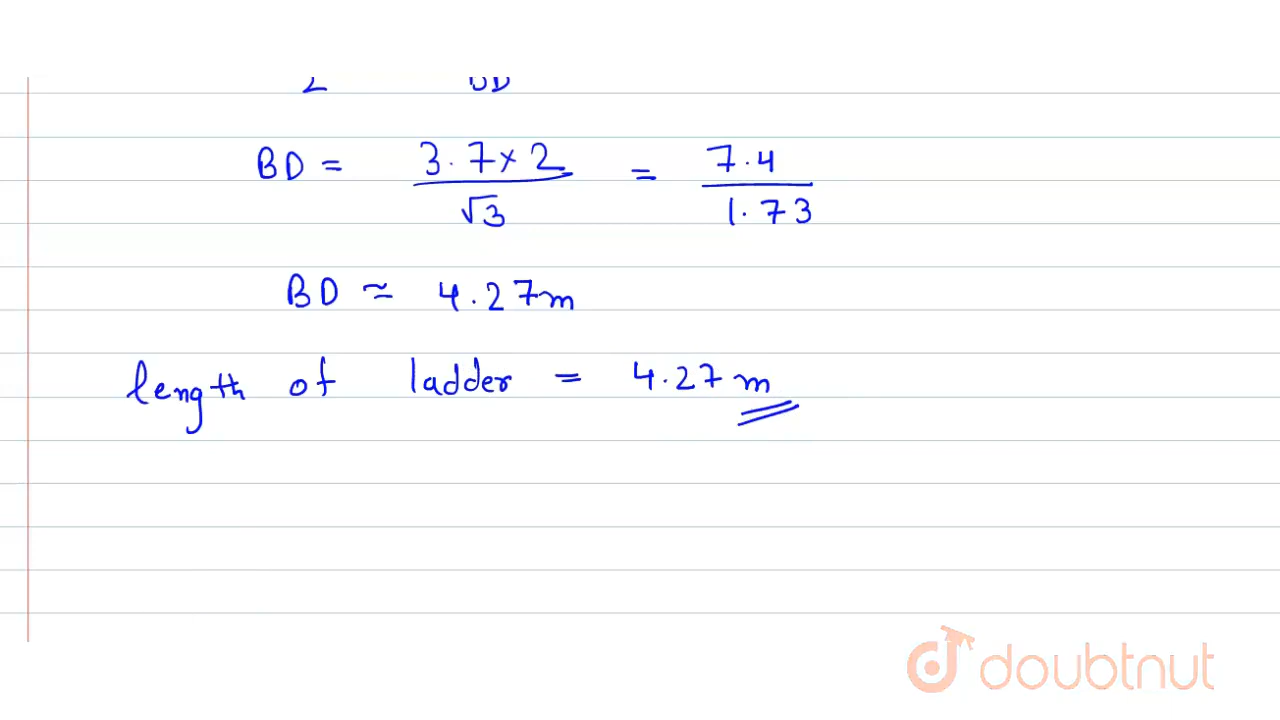 BD = 3.7 × 2 / √3 = 7.4 / 1.73
BD ≈ 4.27m
length of ladder = 4.27 m
doubtnut